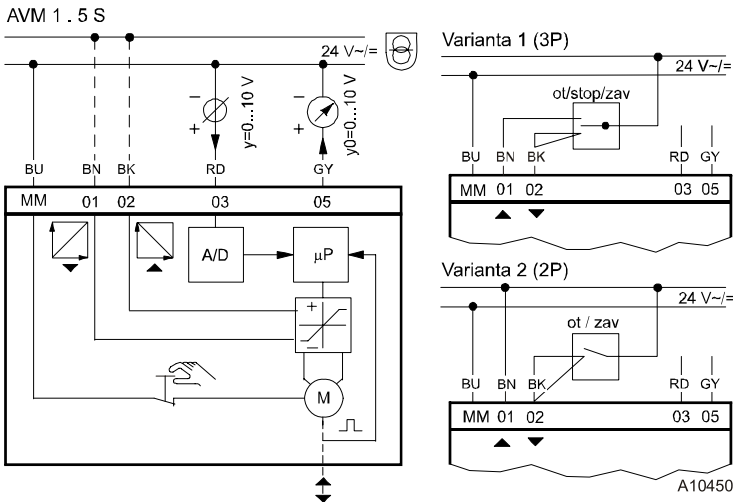 AVM 1 . 5 S
24 V~/=
y=0...10 V
y0=0...10 V
– –
+ +
BU BN BK RD GY
MM 01 02 03 05
A/D
µP
+
–
M
Varianta 1 (3P)
24 V~/=
ot/stop/zav
BU BN BK RD GY
MM 01 02 03 05
Varianta 2 (2P)
24 V~/=
ot / zav
BU BN BK RD GY
MM 01 02 03 05
A10450